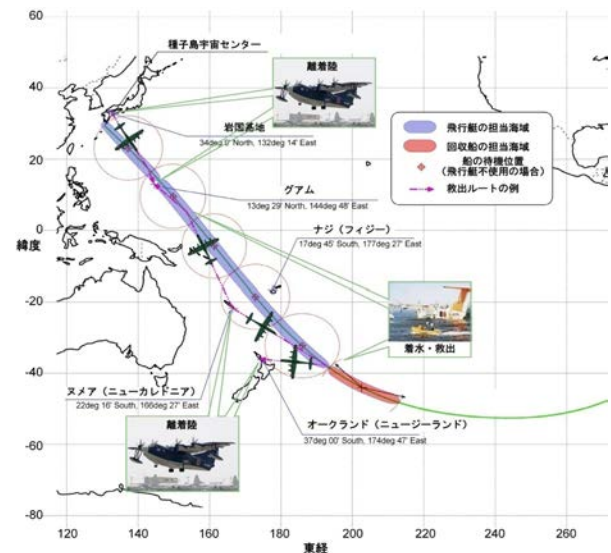 種子島宇宙センター
離着陸
岩国基地
34deg 8' North, 132deg 14' East
飛行艇の担当海域
回収船の担当海域
船の待機位置
(飛行艇不使用の場合)
救出ルートの例
グアム
13deg 29' North, 144deg 48' East
ナジ(フィジー)
17deg 45' South, 177deg 27' East
着水・救出
ヌメア(ニューカレドニア)
22deg 16' South, 166deg 27' East
オークランド(ニュージーランド)
37deg 00' South, 174deg 47' East
離着陸
緯度
60
40
20
0
-20
-40
-60
-80
120 140 160 180 200 220 240 260
東経